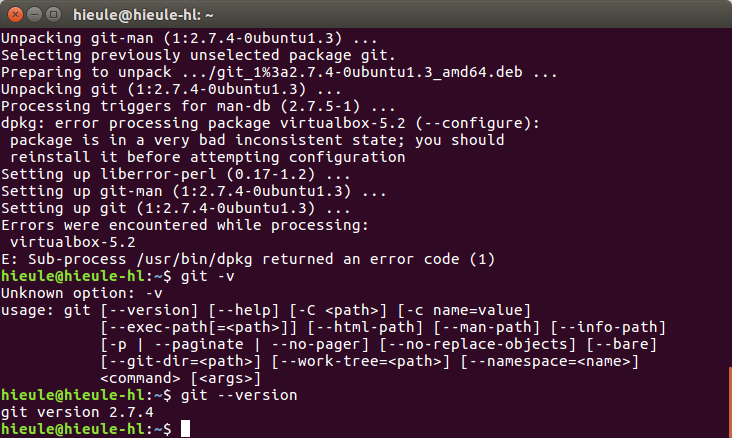 hieule@hieule-hl: ~
Unpacking git-man (1:2.7.4-0ubuntu1.3) ...
Selecting previously unselected package git.
Preparing to unpack .../git_1%3a2.7.4-0ubuntu1.3_amd64.deb ...
Unpacking git (1:2.7.4-0ubuntu1.3) ...
Processing triggers for man-db (2.7.5-1) ...
dpkg: error processing package virtualbox-5.2 (--configure):
 package is in a very bad inconsistent state; you should
 reinstall it before attempting configuration
Setting up liberror-perl (0.17-1.2) ...
Setting up git-man (1:2.7.4-0ubuntu1.3) ...
Setting up git (1:2.7.4-0ubuntu1.3) ...
Errors were encountered while processing:
 virtualbox-5.2
E: Sub-process /usr/bin/dpkg returned an error code (1)
hieule@hieule-hl:~$ git -v
Unknown option: -v
usage: git [--version] [--help] [-C <path>] [-c name=value]
           [--exec-path[=<path>]] [--html-path] [--man-path] [--info-path]
           [-p | --paginate | --no-pager] [--no-replace-objects] [--bare]
           [--git-dir=<path>] [--work-tree=<path>] [--namespace=<name>]
           <command> [<args>]
hieule@hieule-hl:~$ git --version
git version 2.7.4
hieule@hieule-hl:~$